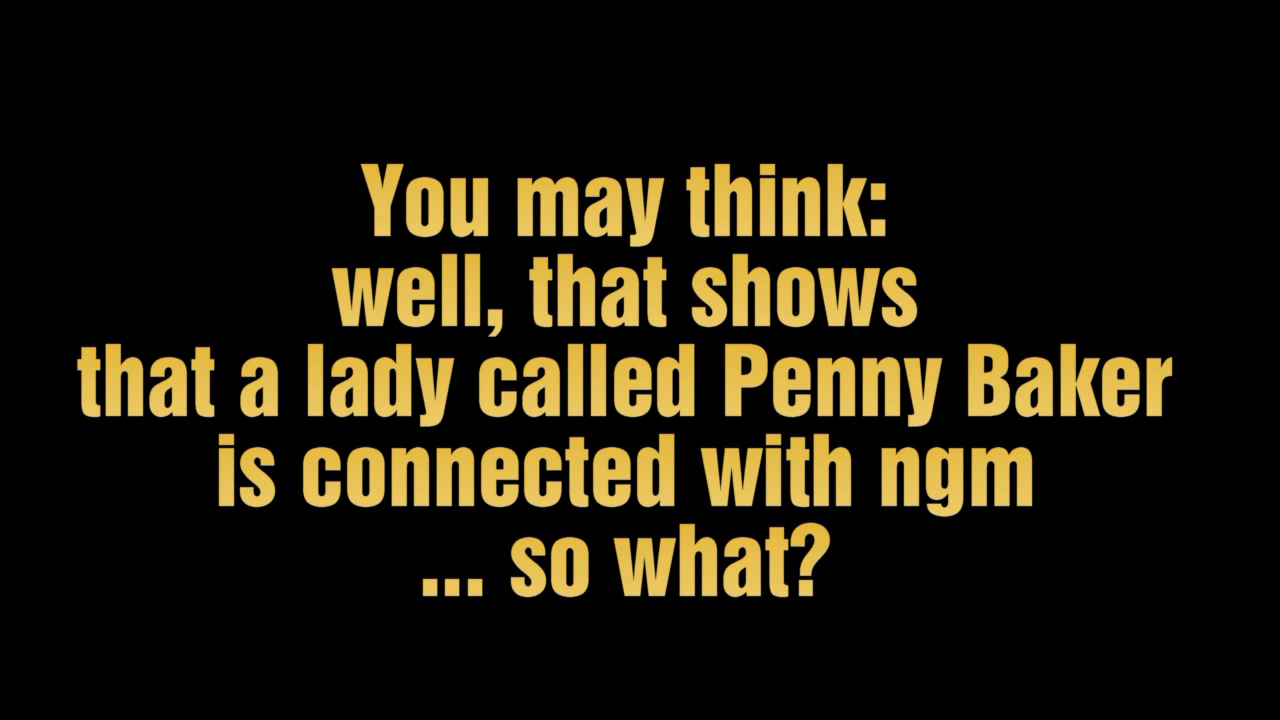 You may think:
well, that shows
that a lady called Penny Baker
is connected with ngm
... so what?